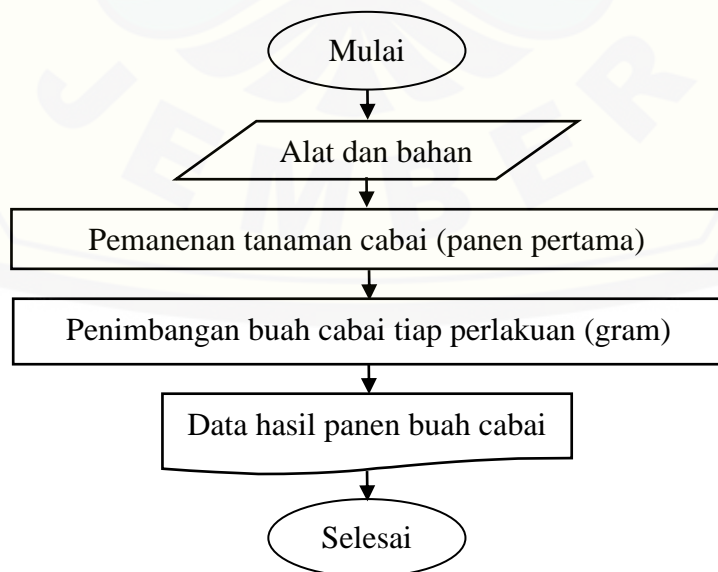 Mulai
JEMBER
Alat dan bahan
Pemanenan tanaman cabai (panen pertama)
Penimbangan buah cabai tiap perlakuan (gram)
Data hasil panen buah cabai
Selesai